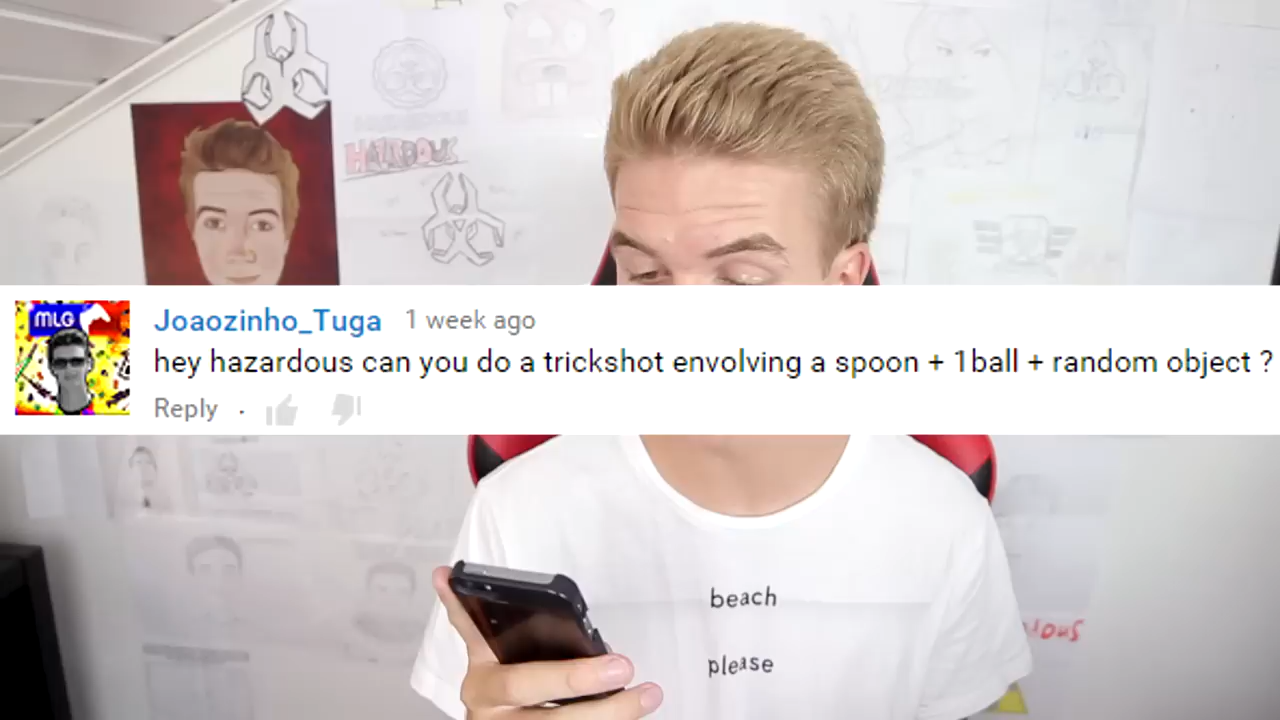 HAZARDOUS
MLG
Joaozinho_Tuga 1 week ago
hey hazardous can you do a trickshot envolving a spoon + 1ball + random object ?
Reply ·
beach
please